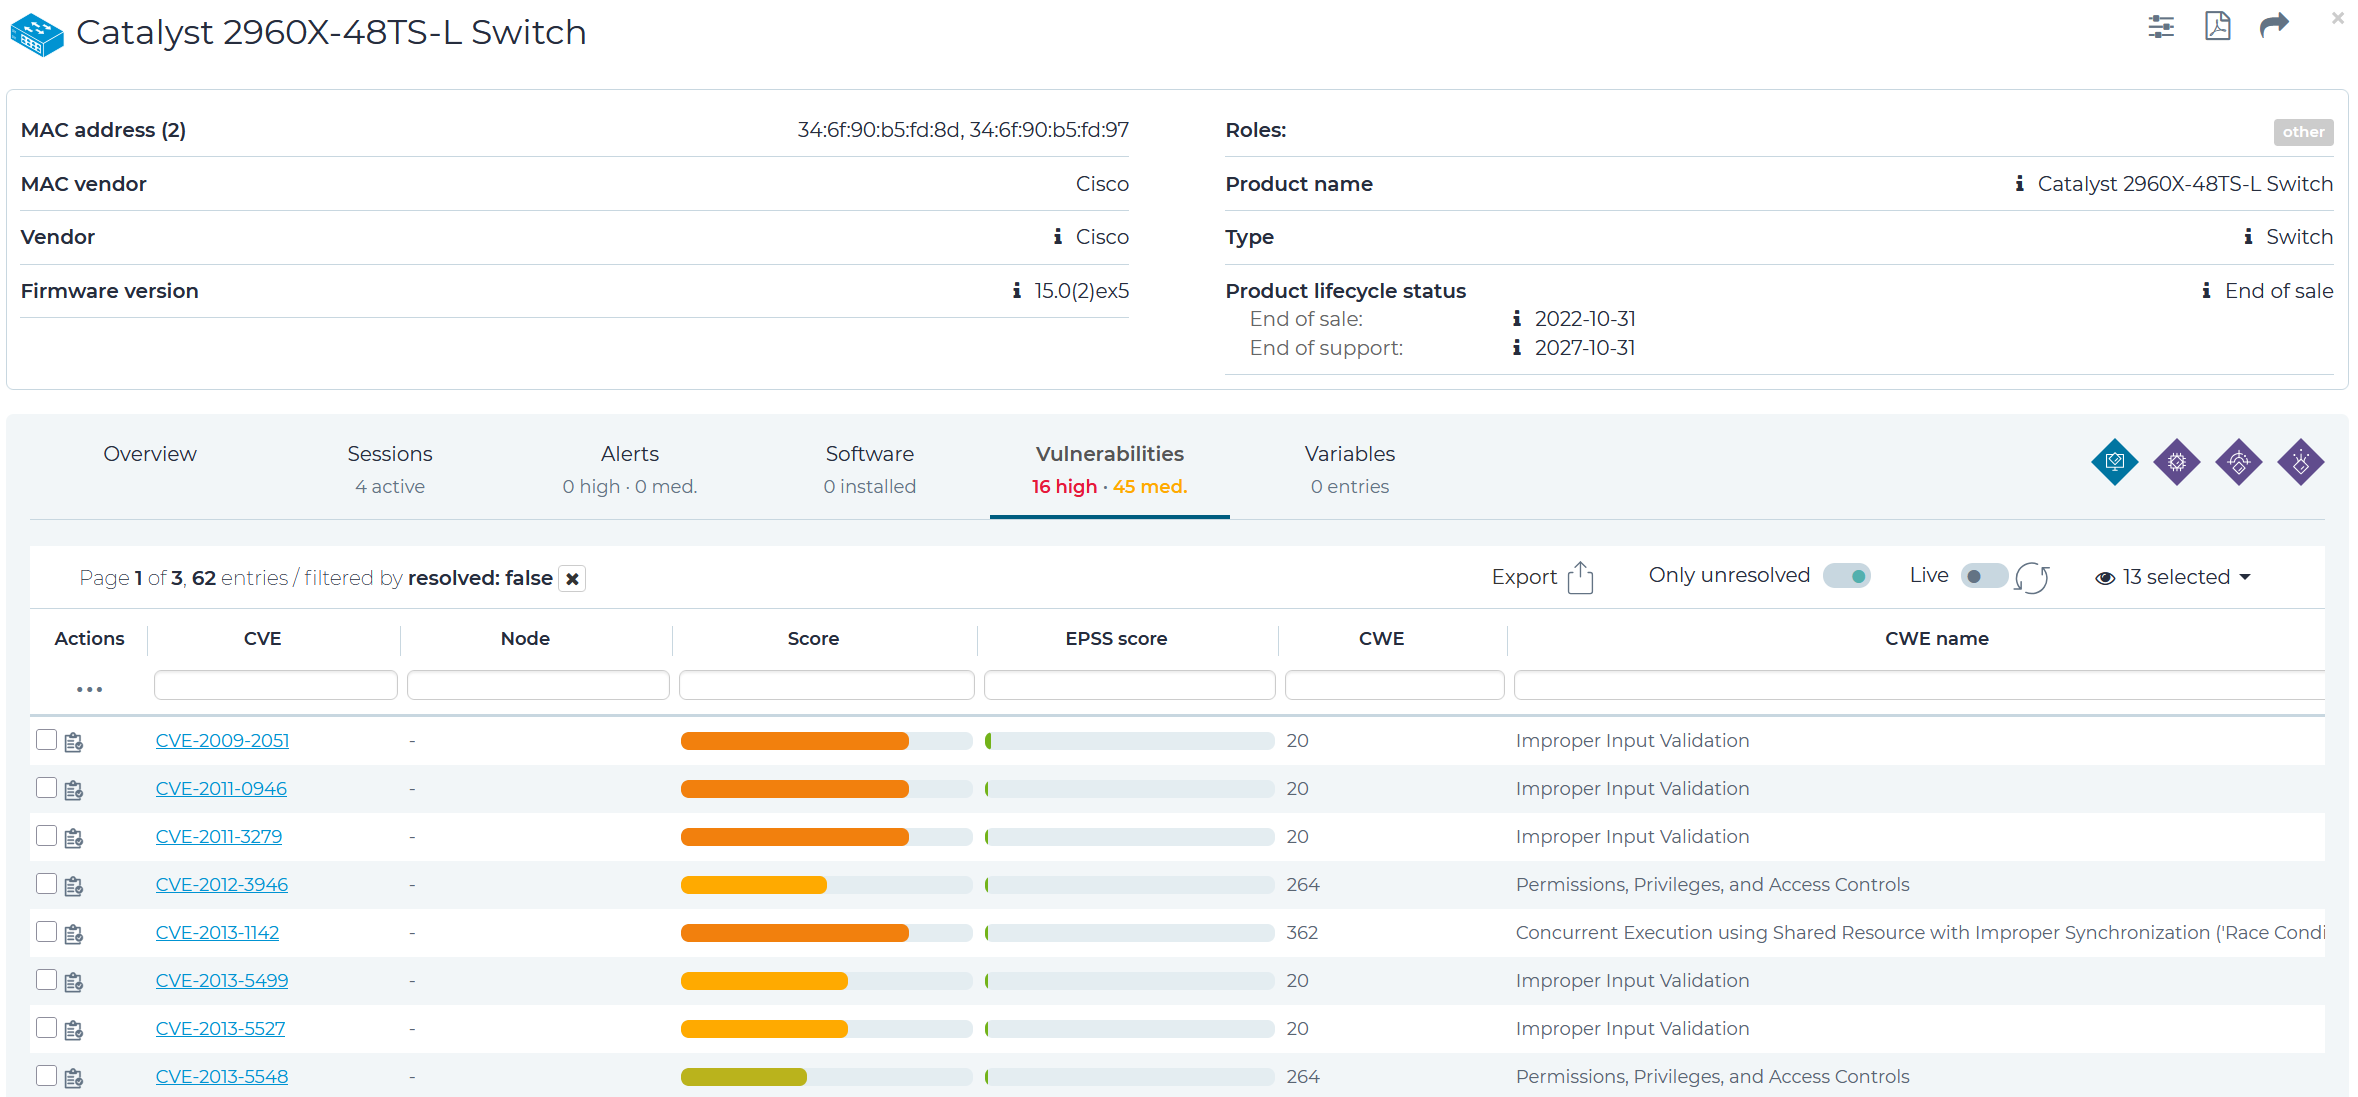 Catalyst 2960X-48TS-L Switch
MAC address (2) 34:6f:90:b5:fd:8d, 34:6f:90:b5:fd:97
Roles: other
MAC vendor Cisco
Product name Catalyst 2960X-48TS-L Switch
Vendor Cisco
Type Switch
Firmware version 15.0(2)ex5
Product lifecycle status End of sale
End of sale: 2022-10-31
End of support: 2027-10-31
Overview Sessions Alerts Software Vulnerabilities Variables
4 active 0 high · 0 med. 0 installed 16 high · 45 med. 0 entries
Page 1 of 3, 62 entries / filtered by resolved: false Export Only unresolved Live 13 selected
Actions CVE Node Score EPSS score CWE CWE name
CVE-2009-2051 - 20 Improper Input Validation
CVE-2011-0946 - 20 Improper Input Validation
CVE-2011-3279 - 20 Improper Input Validation
CVE-2012-3946 - 264 Permissions, Privileges, and Access Controls
CVE-2013-1142 - 362 Concurrent Execution using Shared Resource with Improper Synchronization ('Race Condi
CVE-2013-5499 - 20 Improper Input Validation
CVE-2013-5527 - 20 Improper Input Validation
CVE-2013-5548 - 264 Permissions, Privileges, and Access Controls